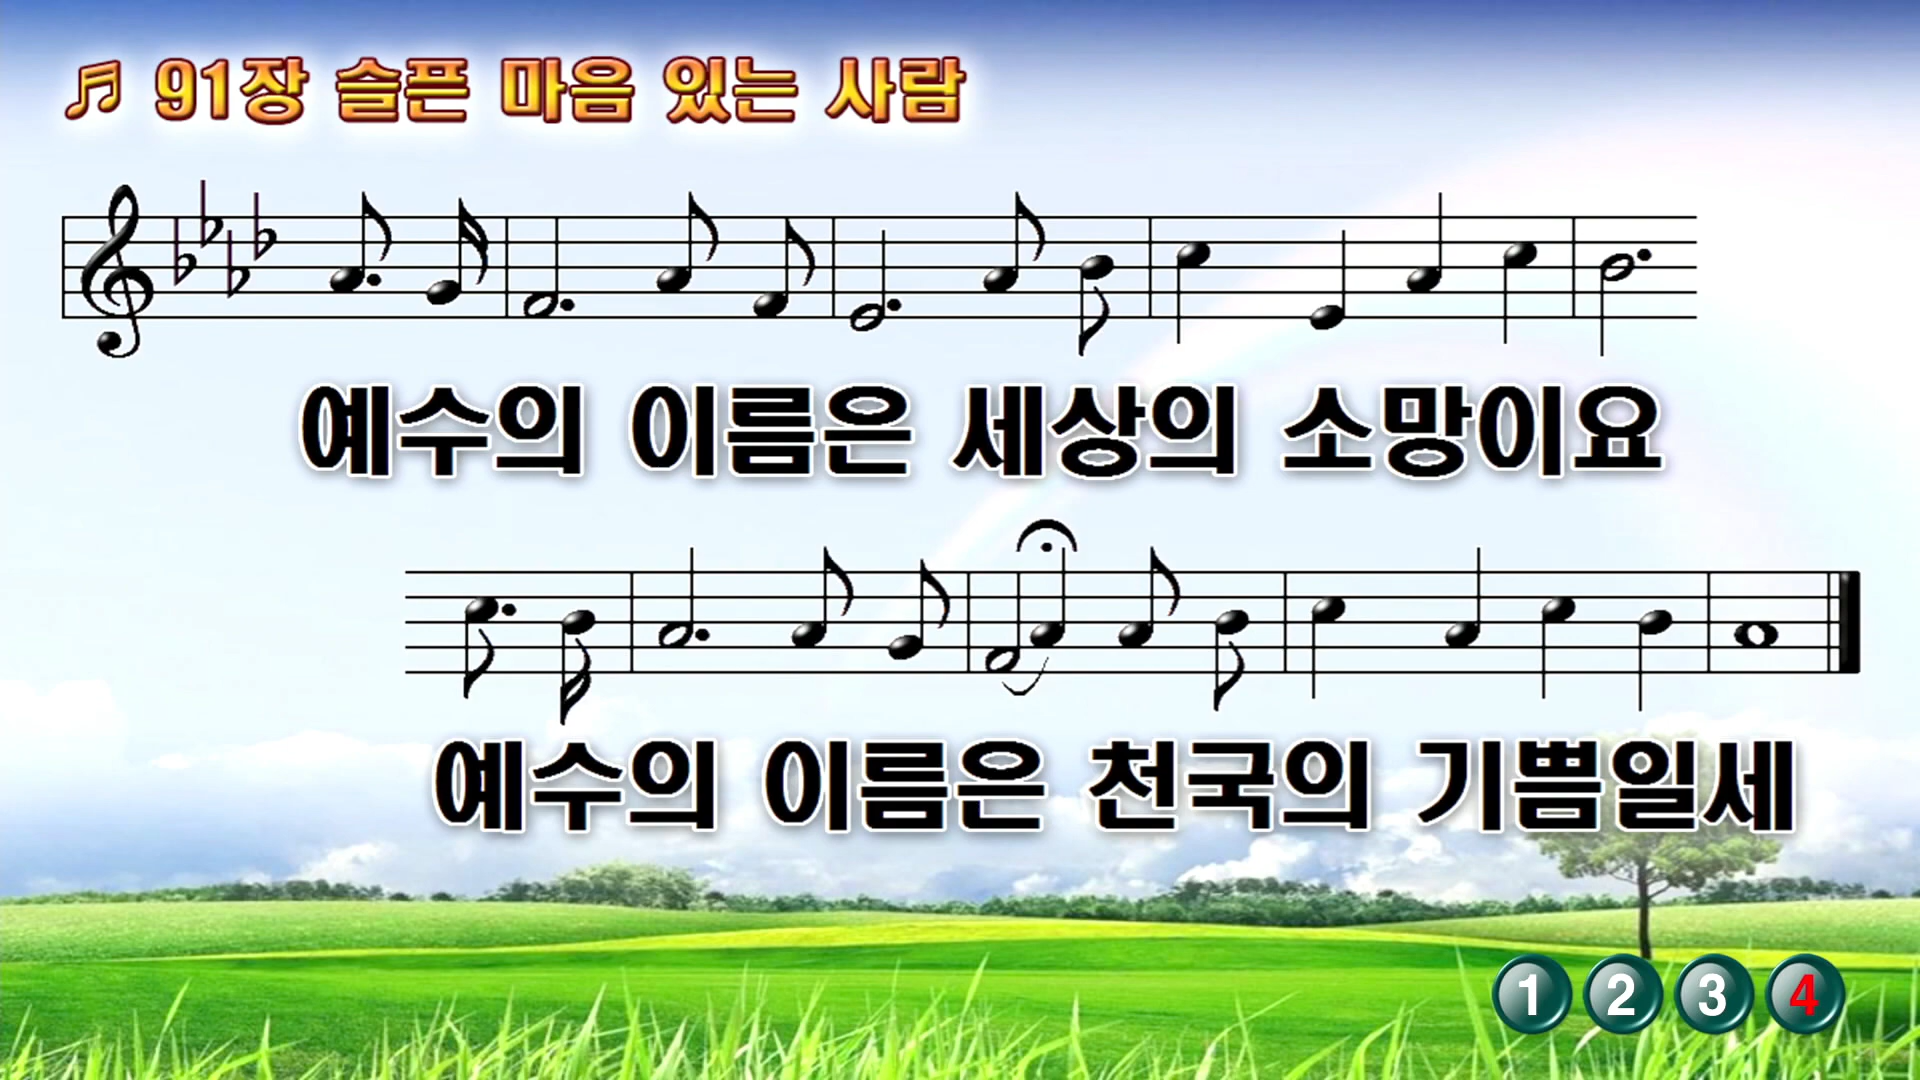 91장 슬픈 마음 있는 사람
예수의 이름은 세상의 소망이요
예수의 이름은 천국의 기쁨일세
1 2 3 4